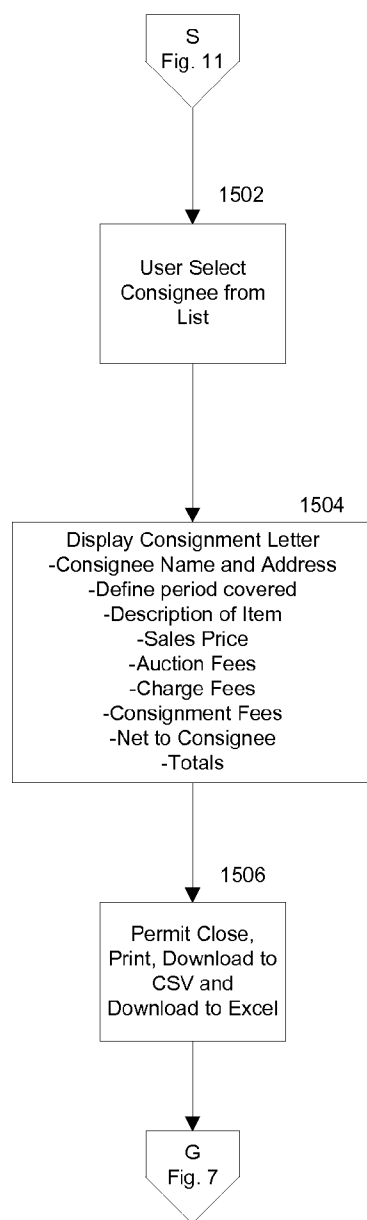 S
Fig. 11
1502
User Select
Consignee from
List
1504
Display Consignment Letter
-Consignee Name and Address
-Define period covered
-Description of Item
-Sales Price
-Auction Fees
-Charge Fees
-Consignment Fees
-Net to Consignee
-Totals
1506
Permit Close,
Print, Download to
CSV and
Download to Excel
G
Fig. 7